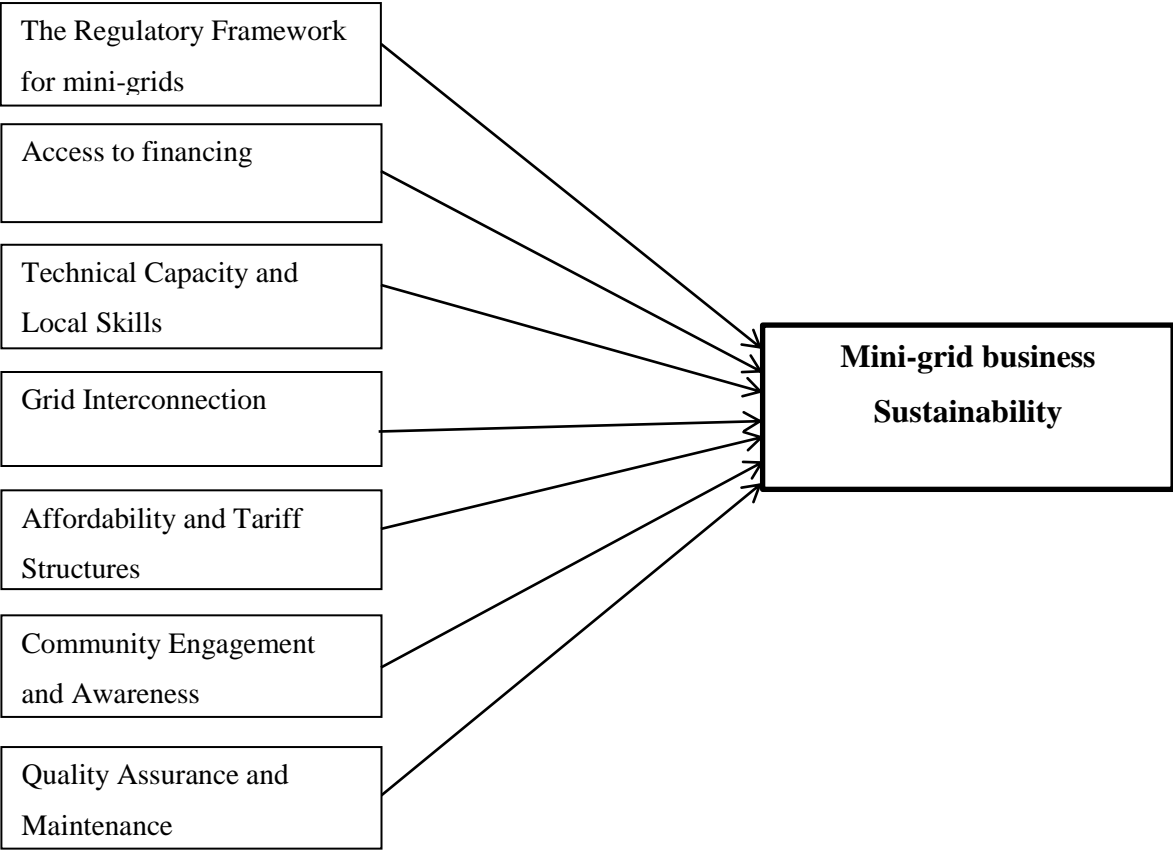 The Regulatory Framework
for mini-grids
Access to financing
Technical Capacity and
Local Skills
Grid Interconnection
Affordability and Tariff
Structures
Community Engagement
and Awareness
Quality Assurance and
Maintenance
Mini-grid business
Sustainability